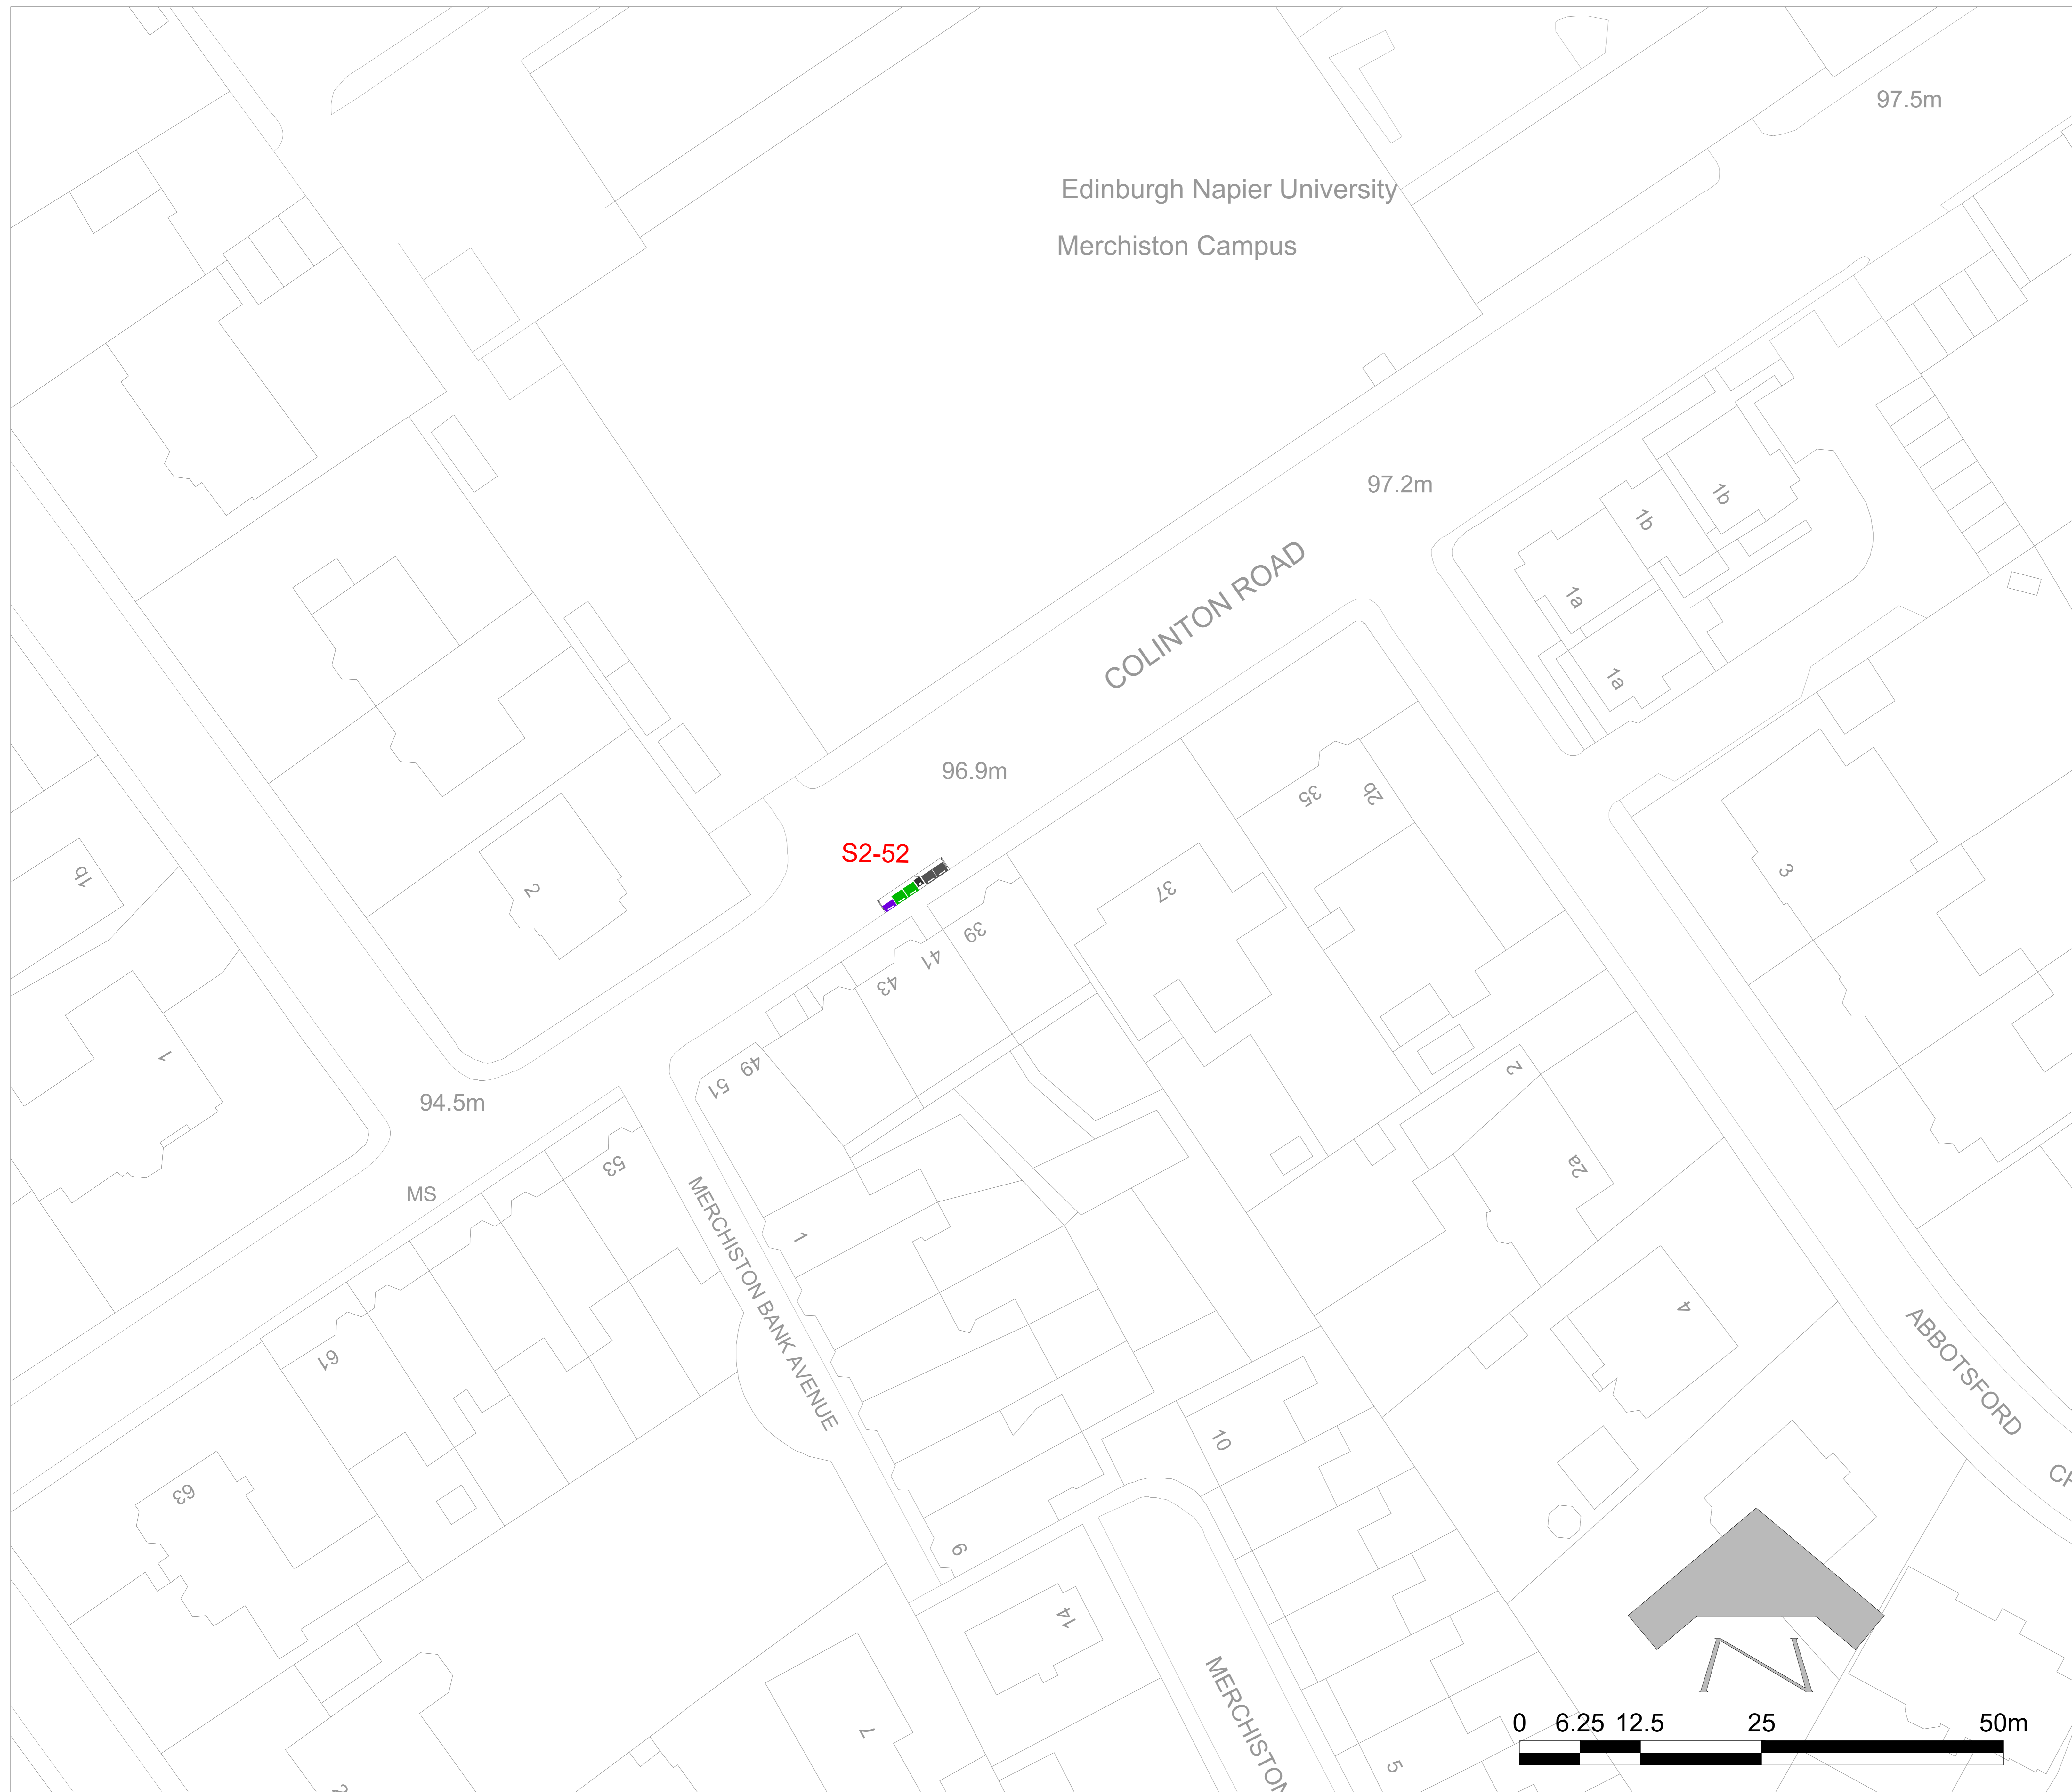 97.5m
Edinburgh Napier University
Merchiston Campus
97.2m
1b
1b
COLINTON ROAD
1a
1a
96.9m
35
2b
S2-52
1b
2
37
3
39
41
43
1
49
51
94.5m
2
53
2a
MS
1
MERCHISTON BANK AVENUE
4
61
ABBOTSFORD
10
63
6
14
MERCHISTON
7
5
0 6.25 12.5 25 50m
N